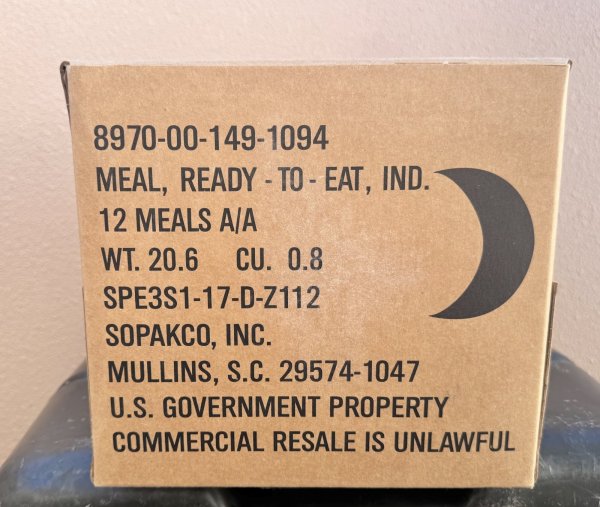 8970-00-149-1094
MEAL, READY - TO - EAT, IND.
12 MEALS A/A
WT. 20.6 CU. 0.8
SPE3S1-17-D-Z112
SOPAKCO, INC.
MULLINS, S.C. 29574-1047
U.S. GOVERNMENT PROPERTY
COMMERCIAL RESALE IS UNLAWFUL